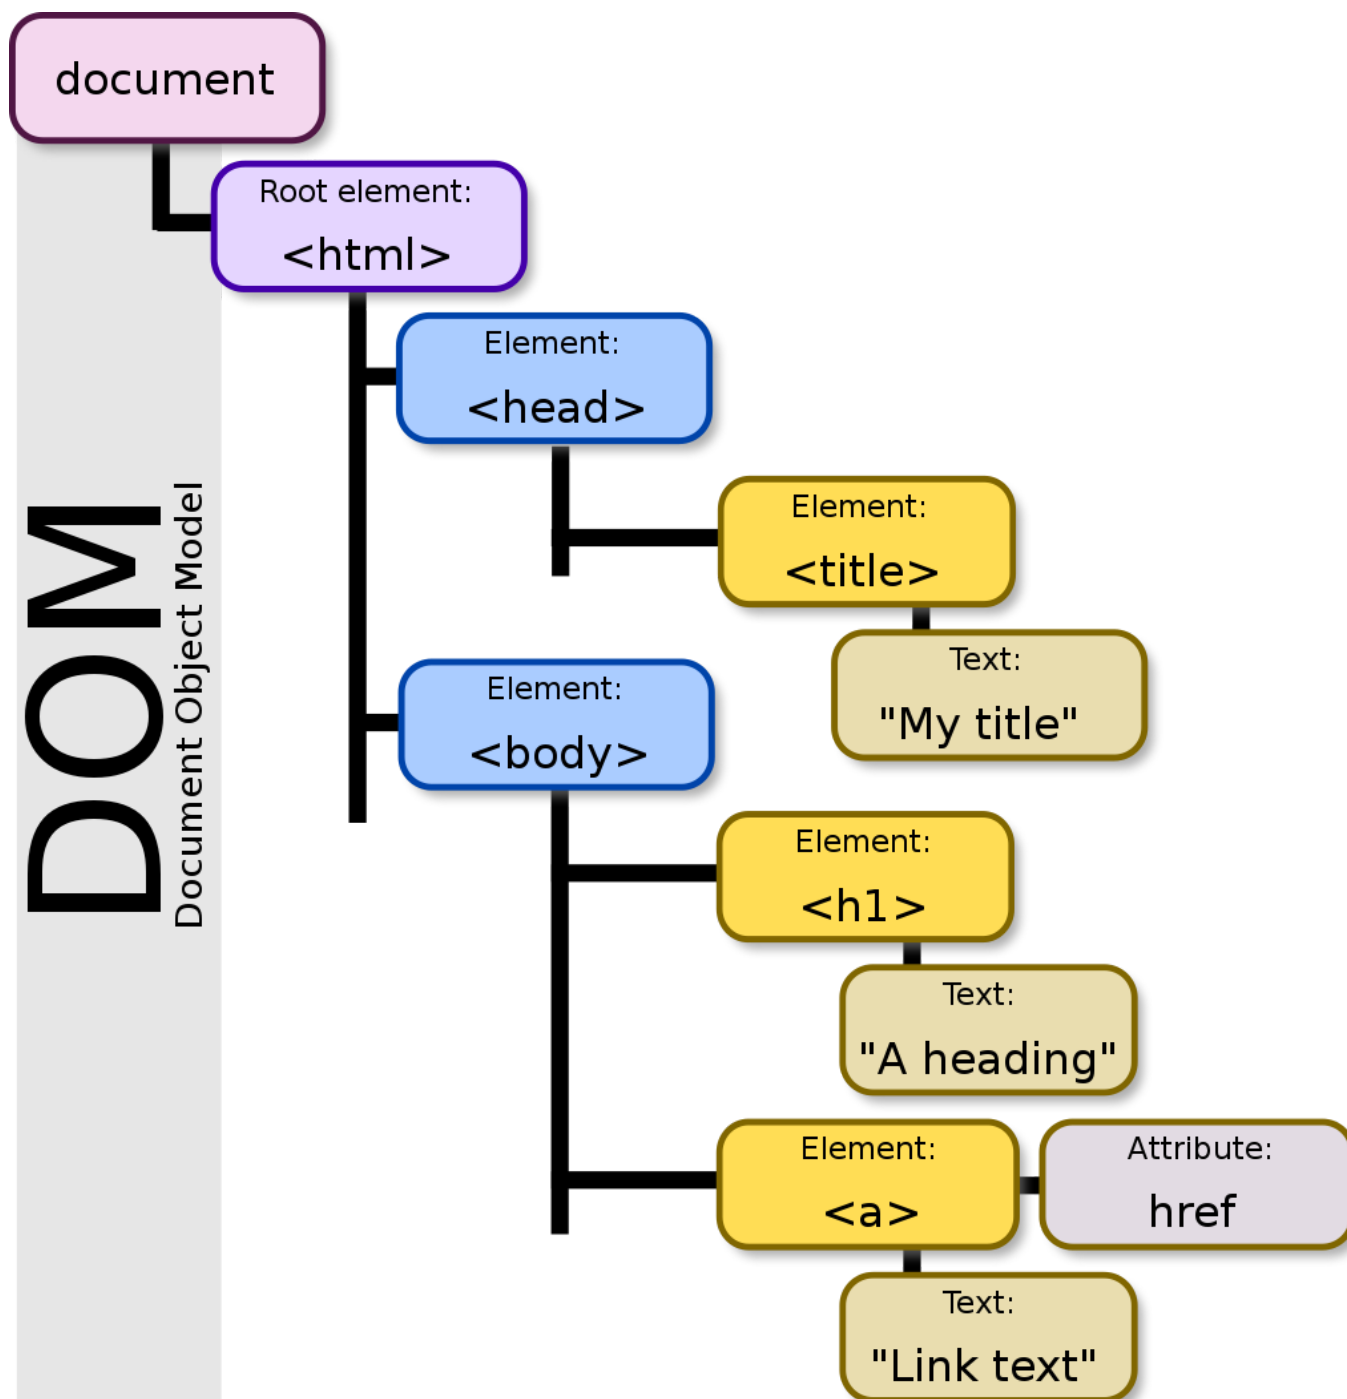 document
Root element:
<html>
Element:
<head>
Element:
<title>
Text:
"My title"
Element:
<body>
Element:
<h1>
Text:
"A heading"
Element:
<a>
Attribute:
href
Text:
"Link text"
DOM
Document Object Model